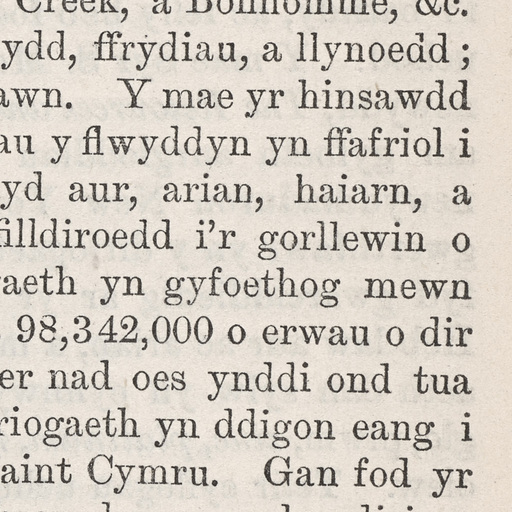 Creek, a Bonhomme, &c.
ydd, ffrydiau, a llynoedd;
awn. Y mae yr hinsawdd
au y flwyddyn yn ffafriol i
yd aur, arian, haiarn, a
filldiroedd i'r gorllewin o
aeth yn gyfoethog mewn
98,342,000 o erwau o dir
er nad oes ynddi ond tua
riogaeth yn ddigon eang i
aint Cymru. Gan fod yr